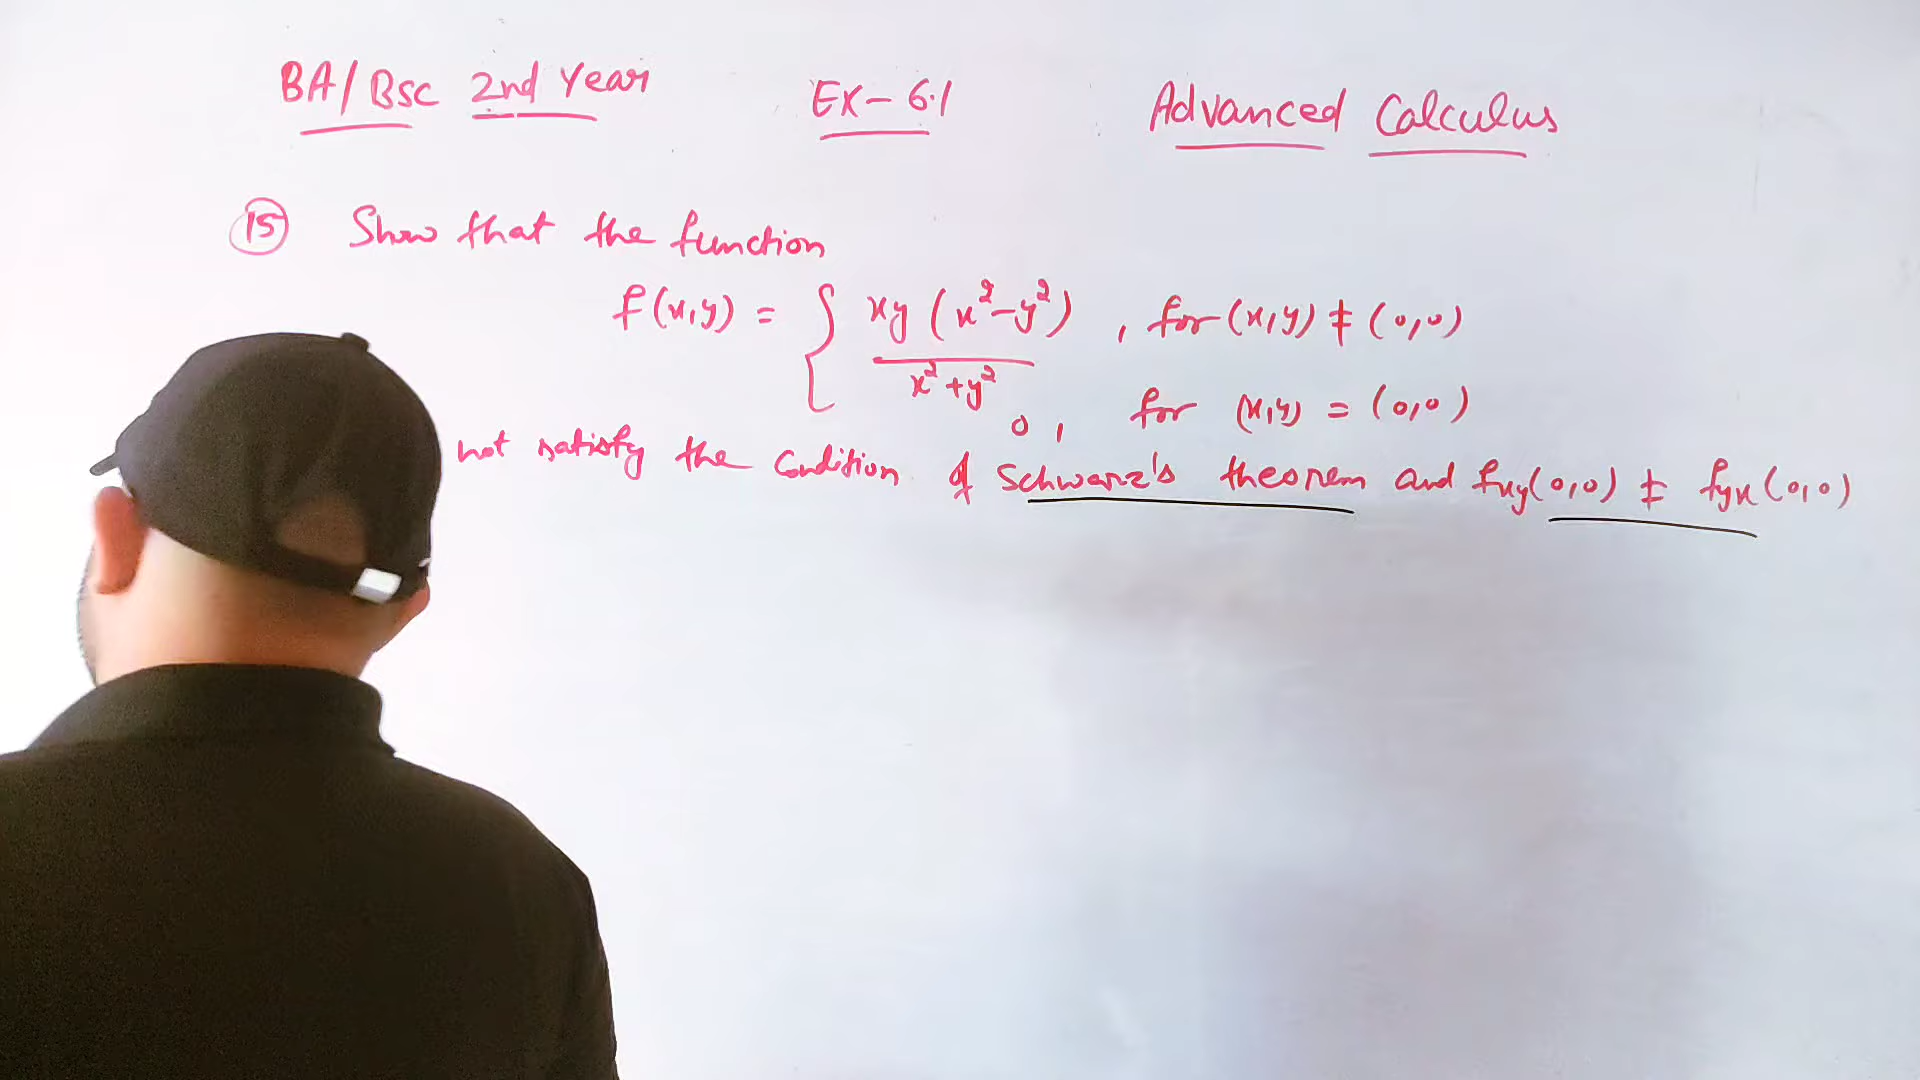 BA/BSc 2nd Year EX-6.1 Advanced Calculus
15 Show that the function
f(x,y) = { xy (x²-y²) / x²+y² , for (x,y) ≠ (0,0)
0 , for (x,y) = (0,0)
not satisfy the Condition of Schwarz's theorem and fxy(0,0) ≠ fyx(0,0)